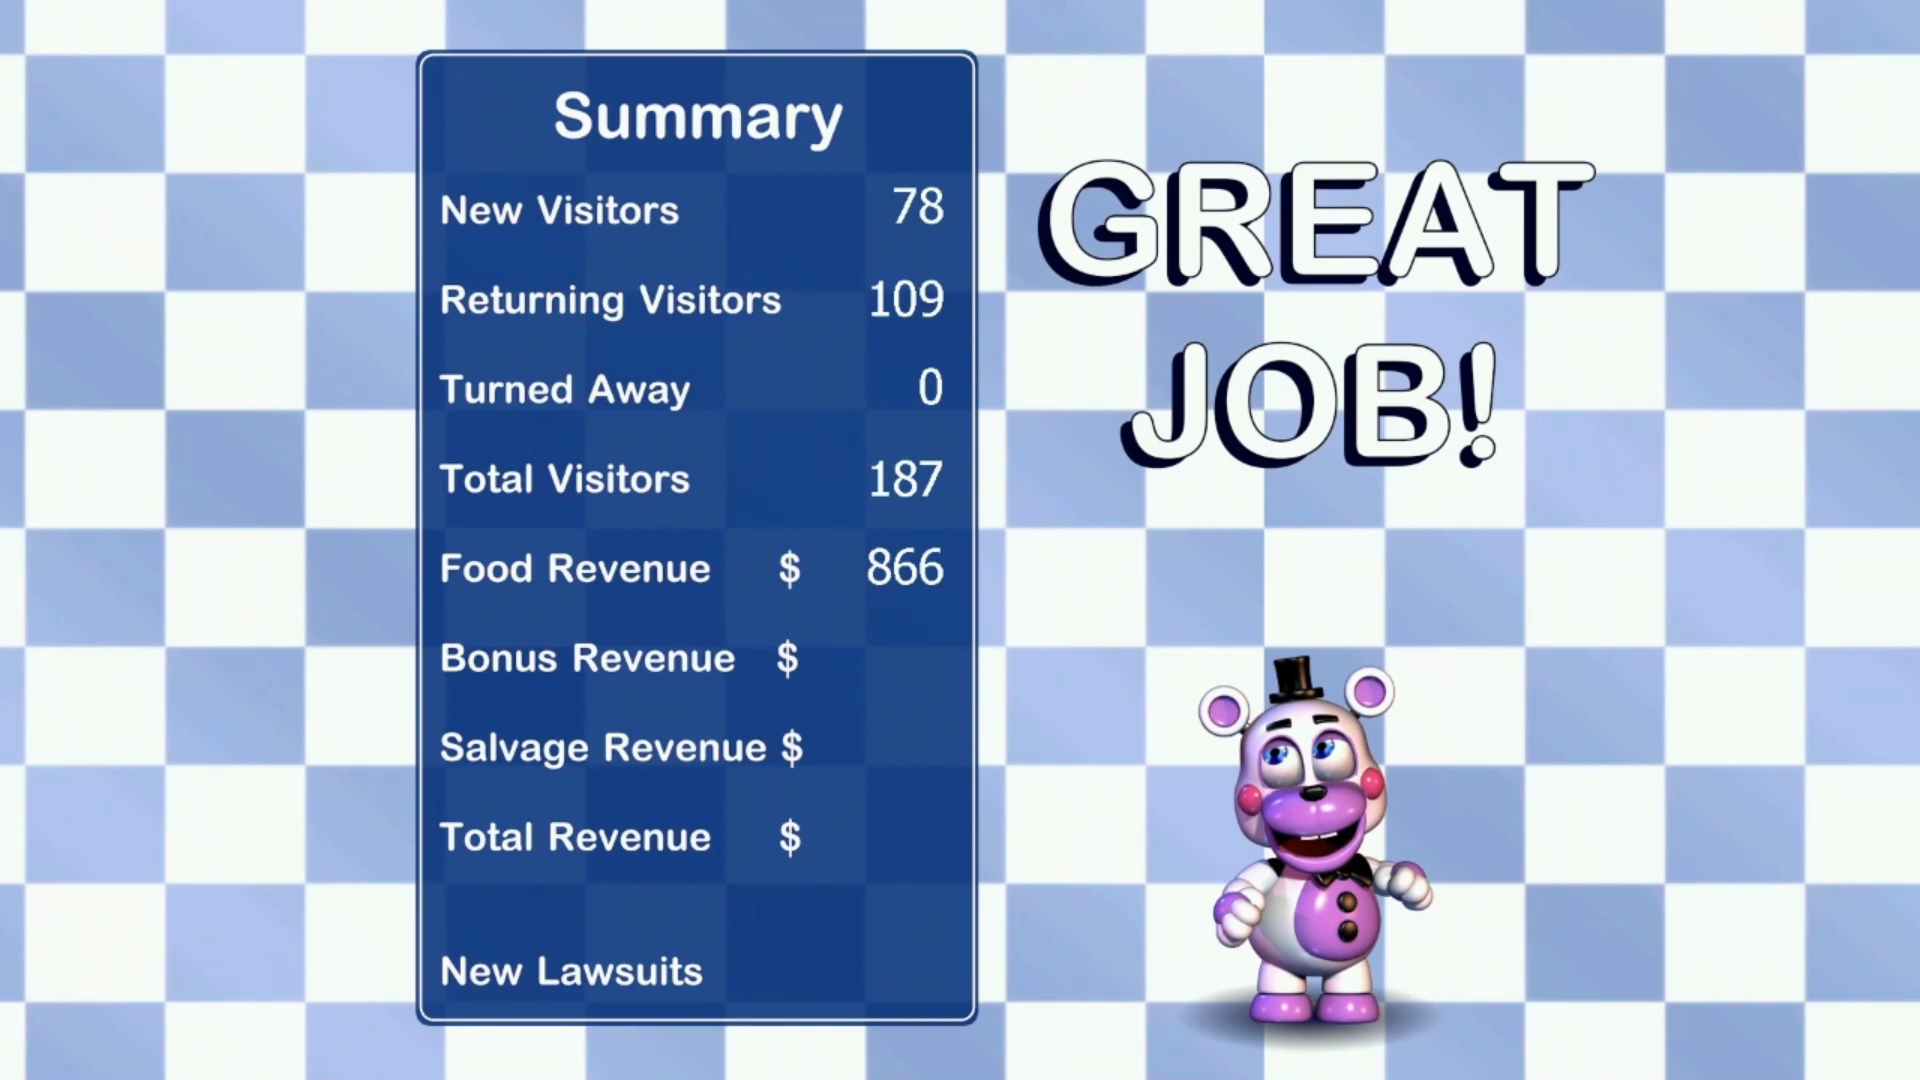 Summary
New Visitors 78
Returning Visitors 109
Turned Away 0
Total Visitors 187
Food Revenue $ 866
Bonus Revenue $
Salvage Revenue $
Total Revenue $
New Lawsuits
GREAT
JOB!